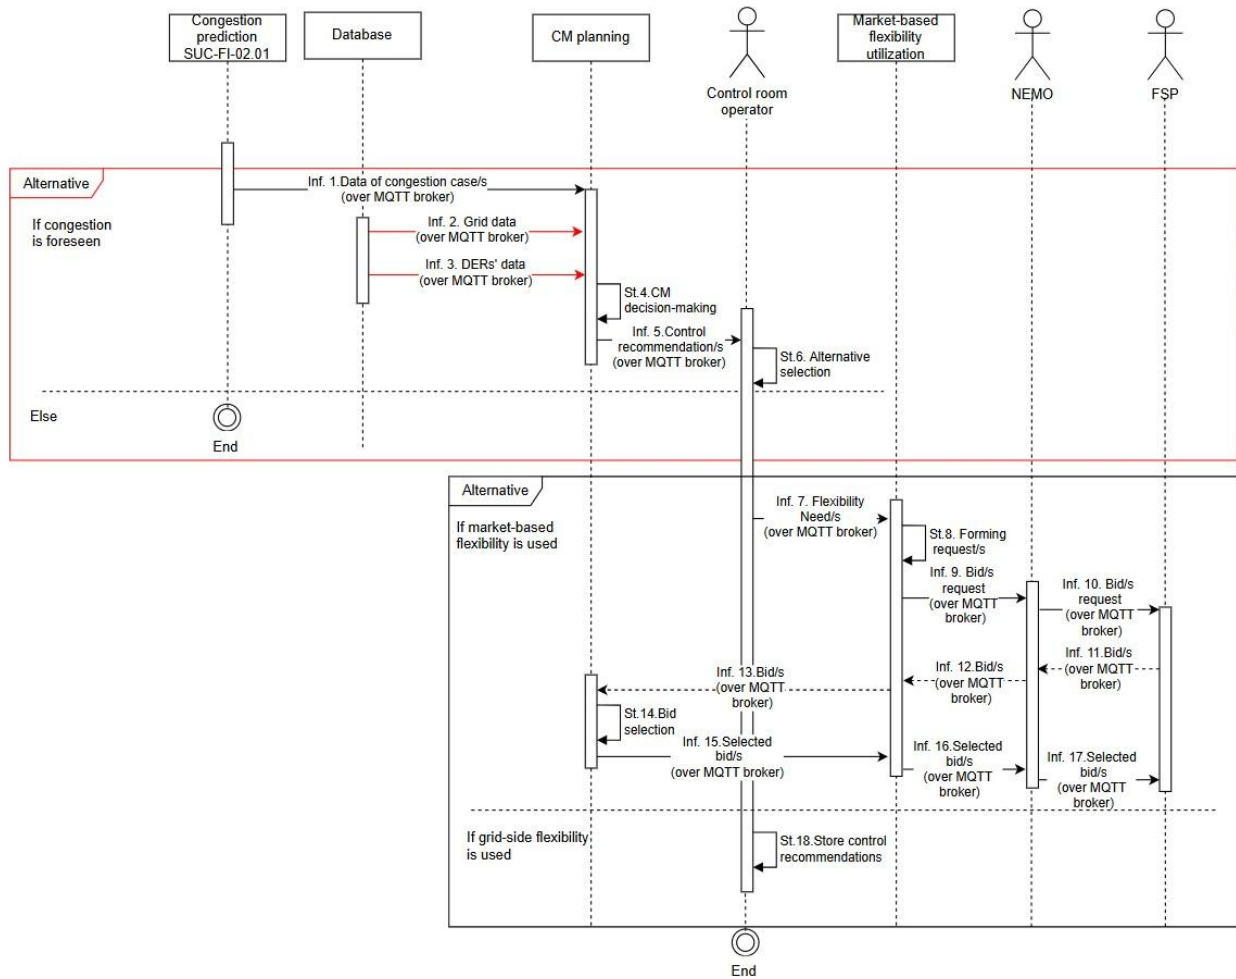 Congestion
prediction
SUC-FI-02.01
Database
CM planning
Control room
operator
Market-based
flexibility
utilization
NEMO
FSP
Alternative
If congestion
is foreseen
Inf. 1.Data of congestion case/s
(over MQTT broker)
Inf. 2. Grid data
(over MQTT broker)
Inf. 3. DERs' data
(over MQTT broker)
St.4.CM
decision-making
Inf. 5.Control
recommendation/s
(over MQTT broker)
St.6. Alternative
selection
Else
End
Alternative
If market-based
flexibility is used
Inf. 7. Flexibility
Need/s
(over MQTT broker)
St.8. Forming
request/s
Inf. 9. Bid/s
request
(over MQTT
broker)
Inf. 10. Bid/s
request
(over MQTT
broker)
Inf. 11.Bid/s
(over MQTT
broker)
Inf. 12.Bid/s
(over MQTT
broker)
Inf. 13.Bid/s
(over MQTT
broker)
St.14.Bid
selection
Inf. 15.Selected
bid/s
(over MQTT broker)
Inf. 16.Selected
bid/s
(over MQTT
broker)
Inf. 17.Selected
bid/s
(over MQTT
broker)
If grid-side flexibility
is used
St.18.Store control
recommendations
End